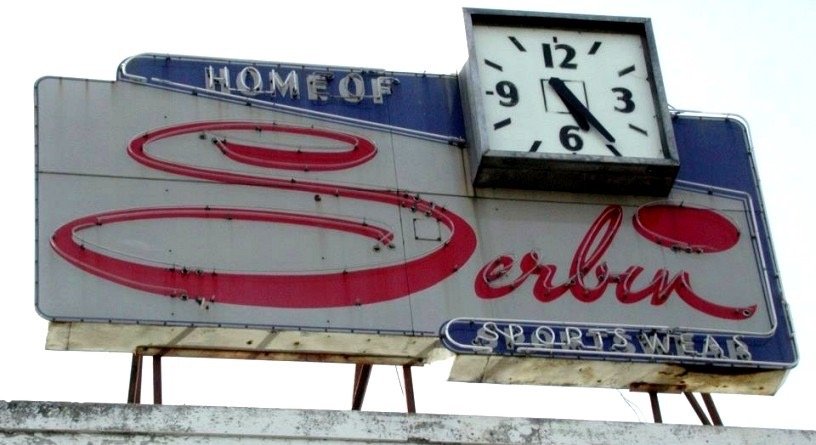 HOME OF
12
9 3
6
Serbin
SPORTSWEAR